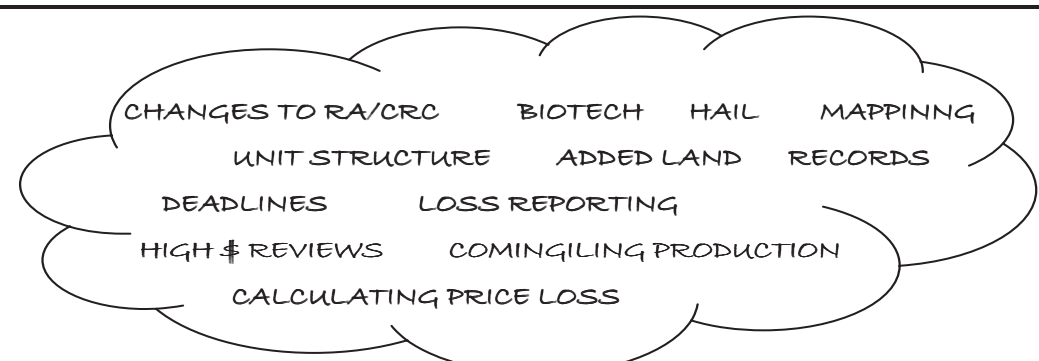 CHANGES TO RA/CRC BIOTECH HAIL MAPPINNG
UNIT STRUCTURE ADDED LAND RECORDS
DEADLINES LOSS REPORTING
HIGH $ REVIEWS COMINGILING PRODUCTION
CALCULATING PRICE LOSS